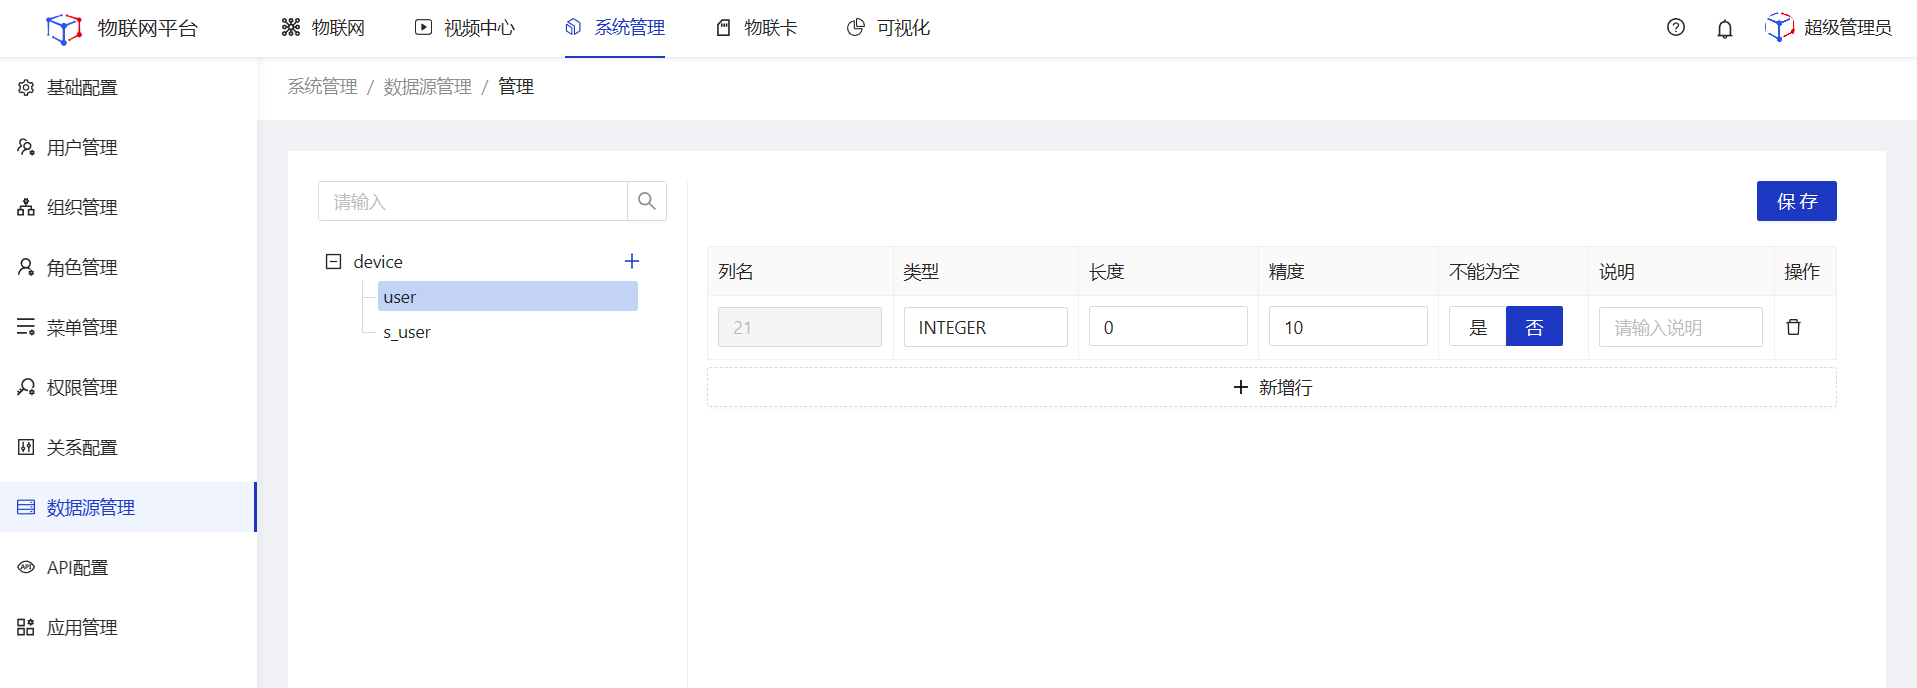 物联网平台
物联网
视频中心
系统管理
物联卡
可视化
超级管理员
基础配置
用户管理
组织管理
角色管理
菜单管理
权限管理
关系配置
数据源管理
API配置
应用管理
系统管理 / 数据源管理 / 管理
请输入
device
user
s_user
保 存
列名 类型 长度 精度 不能为空 说明 操作
21 INTEGER 0 10 是 否 请输入说明
新增行